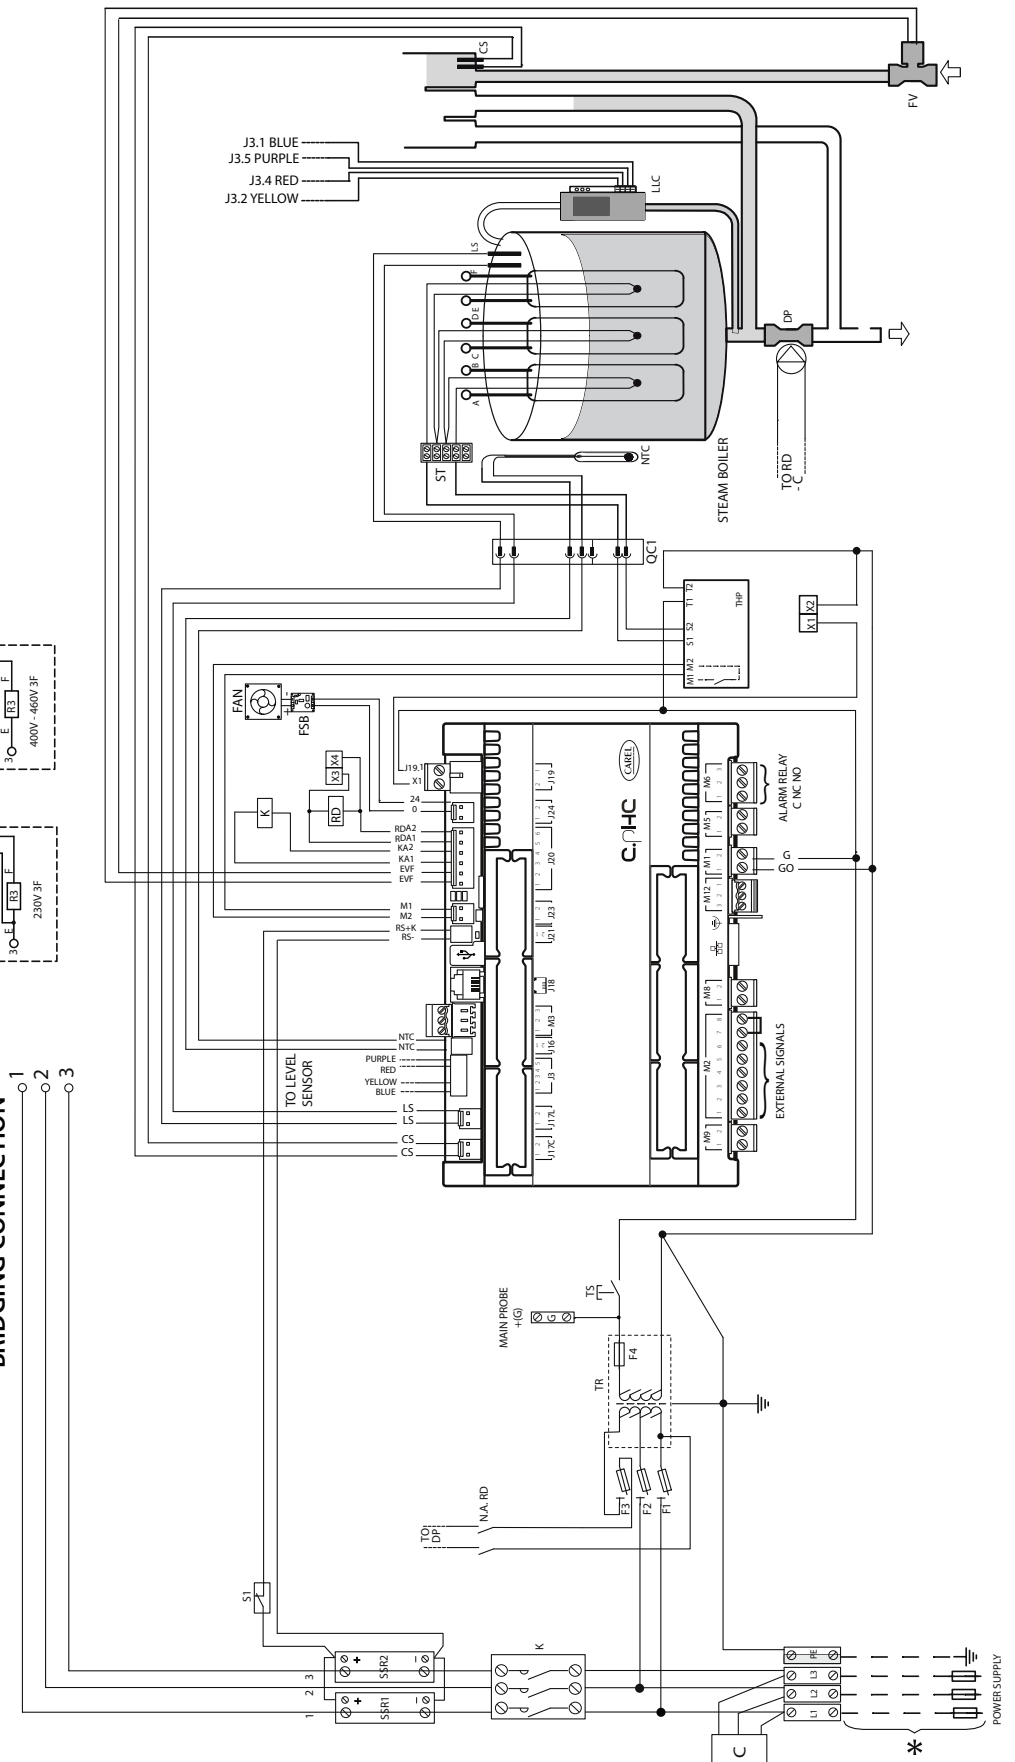 CS
FV
J3.1 BLUE
J3.5 PURPLE
J3.4 RED
J3.2 YELLOW
LLC
LS
F
E
D
C
B
A
DP
TO RD
- C
ST
NTC
STEAM BOILER
QC1
T2
T1
S2
S1
M2
M1
THP
X2
X1
F
R3
E
3
400V - 460V 3F
F
R3
E
3
230V 3F
FAN
- +
FSB
X4
X3
RD
K
J19.1
X1
24
0
RDA2
RDA1
KA2
KA1
EVF
EVF
M1
M2
RS+K
RS-
NTC
NTC
PURPLE
RED
YELLOW
BLUE
TO LEVEL
SENSOR
LS
LS
CS
CS
J19
J24
J20
J23
J21
J18
M3
J16
J3
J17L
J17C
CAREL
c.pHC
M6
M5
M1
M12
M8
M2
M9
ALARM RELAY
C NC NO
G
GO
EXTERNAL SIGNALS
BRIDGING CONNECTION
1
2
3
MAIN PROBE
+(G)
G
TS
TR
F4
F3
F2
F1
N.A. RD
TO
DP
S1
3
2
1
+ SSR2 -
+ SSR1 -
K
PE
L3
L2
L1
C
*
POWER SUPPLY